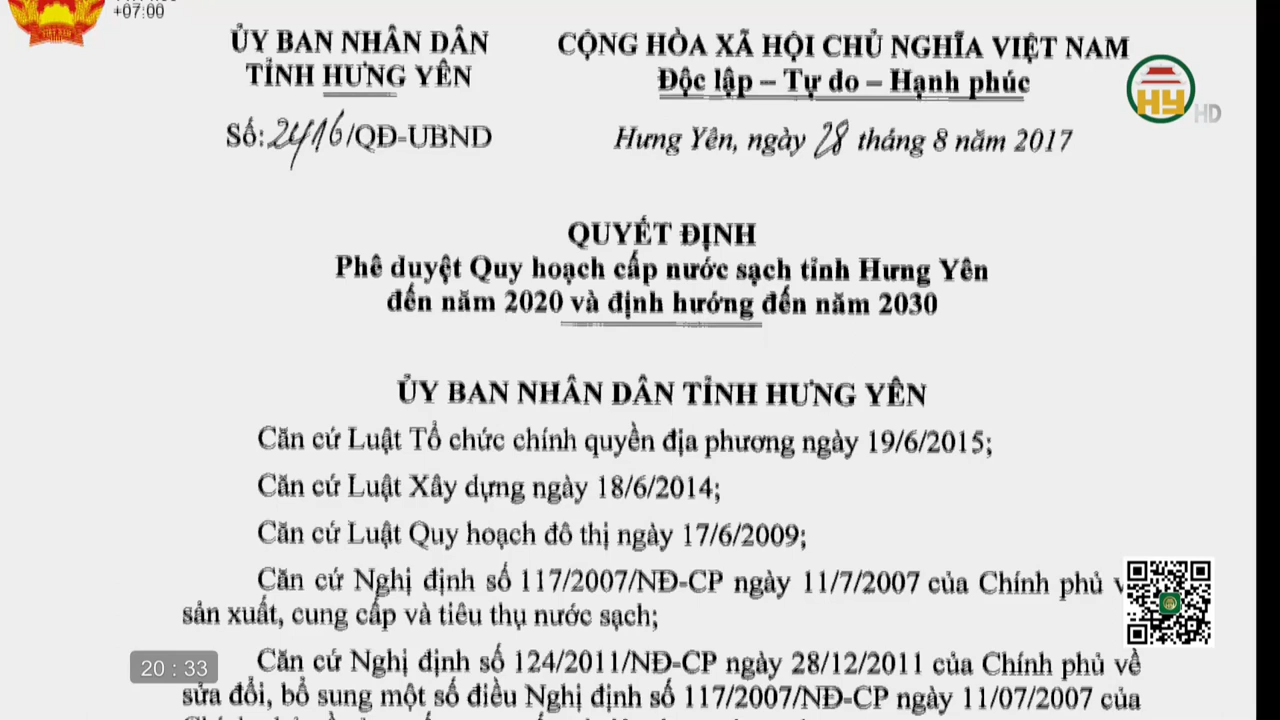 +07:00
VIỆT NAM
ỦY BAN NHÂN DÂN
TỈNH HƯNG YÊN
CỘNG HÒA XÃ HỘI CHỦ NGHĨA VIỆT NAM
Độc lập – Tự do – Hạnh phúc
HY HD
Số: 2416/QĐ-UBND
Hưng Yên, ngày 28 tháng 8 năm 2017
QUYẾT ĐỊNH
Phê duyệt Quy hoạch cấp nước sạch tỉnh Hưng Yên
đến năm 2020 và định hướng đến năm 2030
ỦY BAN NHÂN DÂN TỈNH HƯNG YÊN
Căn cứ Luật Tổ chức chính quyền địa phương ngày 19/6/2015;
Căn cứ Luật Xây dựng ngày 18/6/2014;
Căn cứ Luật Quy hoạch đô thị ngày 17/6/2009;
Căn cứ Nghị định số 117/2007/NĐ-CP ngày 11/7/2007 của Chính phủ
sản xuất, cung cấp và tiêu thụ nước sạch;
Căn cứ Nghị định số 124/2011/NĐ-CP ngày 28/12/2011 của Chính phủ về
sửa đổi, bổ sung một số điều Nghị định số 117/2007/NĐ-CP ngày 11/07/2007 của
20 : 33